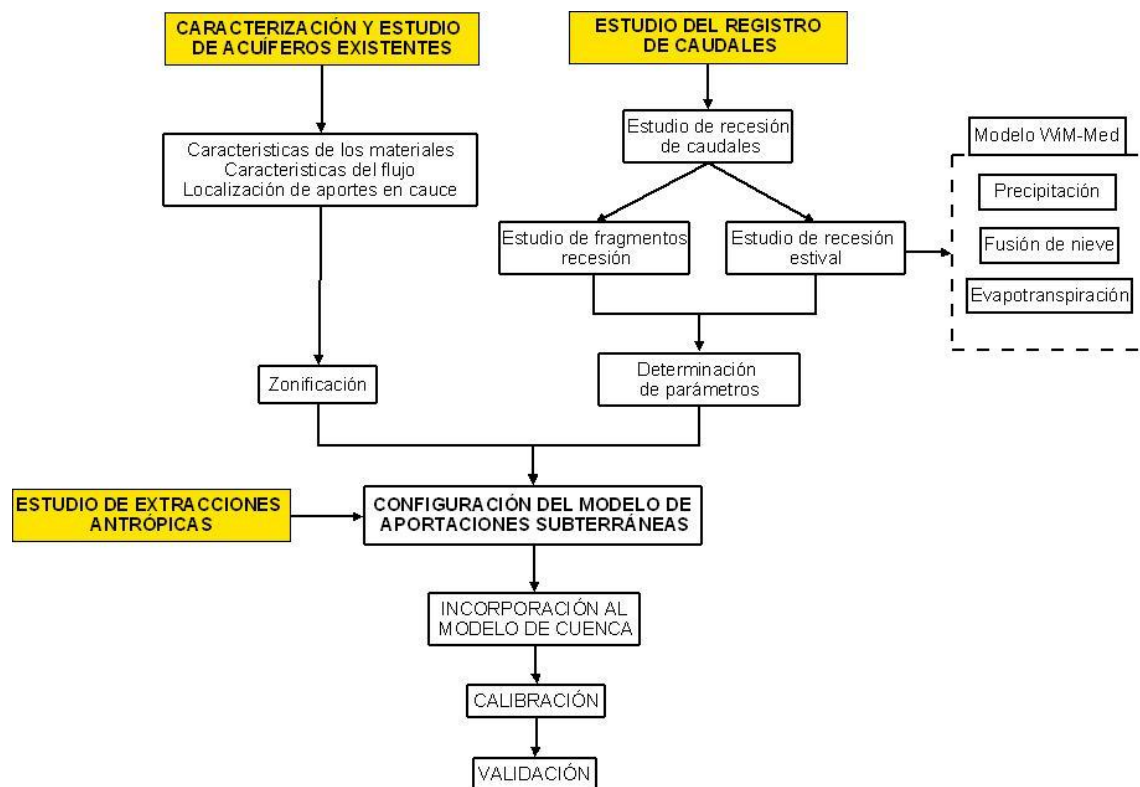 CARACTERIZACIÓN Y ESTUDIO
DE ACUÍFEROS EXISTENTES
ESTUDIO DEL REGISTRO
DE CAUDALES
Estudio de recesión
de caudales
Modelo WiM-Med
Caracteristicas de los materiales
Caracteristicas del flujo
Localización de aportes en cauce
Precipitación
Estudio de fragmentos
recesión
Estudio de recesión
estival
Fusión de nieve
Evapotranspiración
Zonificación
Determinación
de parámetros
ESTUDIO DE EXTRACCIONES
ANTRÓPICAS
CONFIGURACIÓN DEL MODELO DE
APORTACIONES SUBTERRÁNEAS
INCORPORACIÓN AL
MODELO DE CUENCA
CALIBRACIÓN
VALIDACIÓN